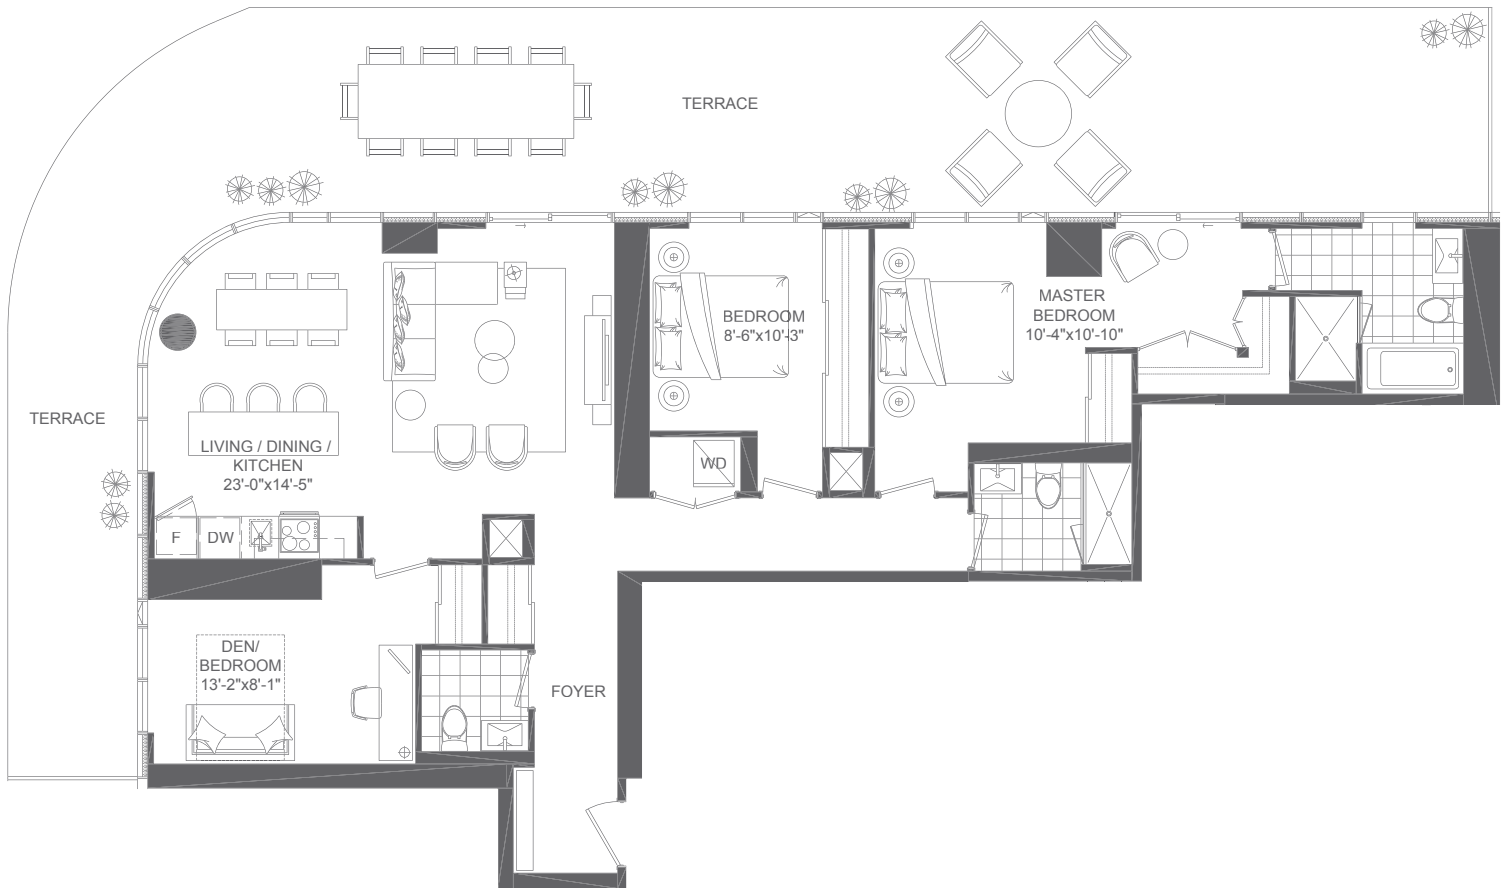 TERRACE
TERRACE
BEDROOM
8'-6"x10'-3"
MASTER
BEDROOM
10'-4"x10'-10"
LIVING / DINING /
KITCHEN
23'-0"x14'-5"
WD
F
DW
DEN/
BEDROOM
13'-2"x8'-1"
FOYER